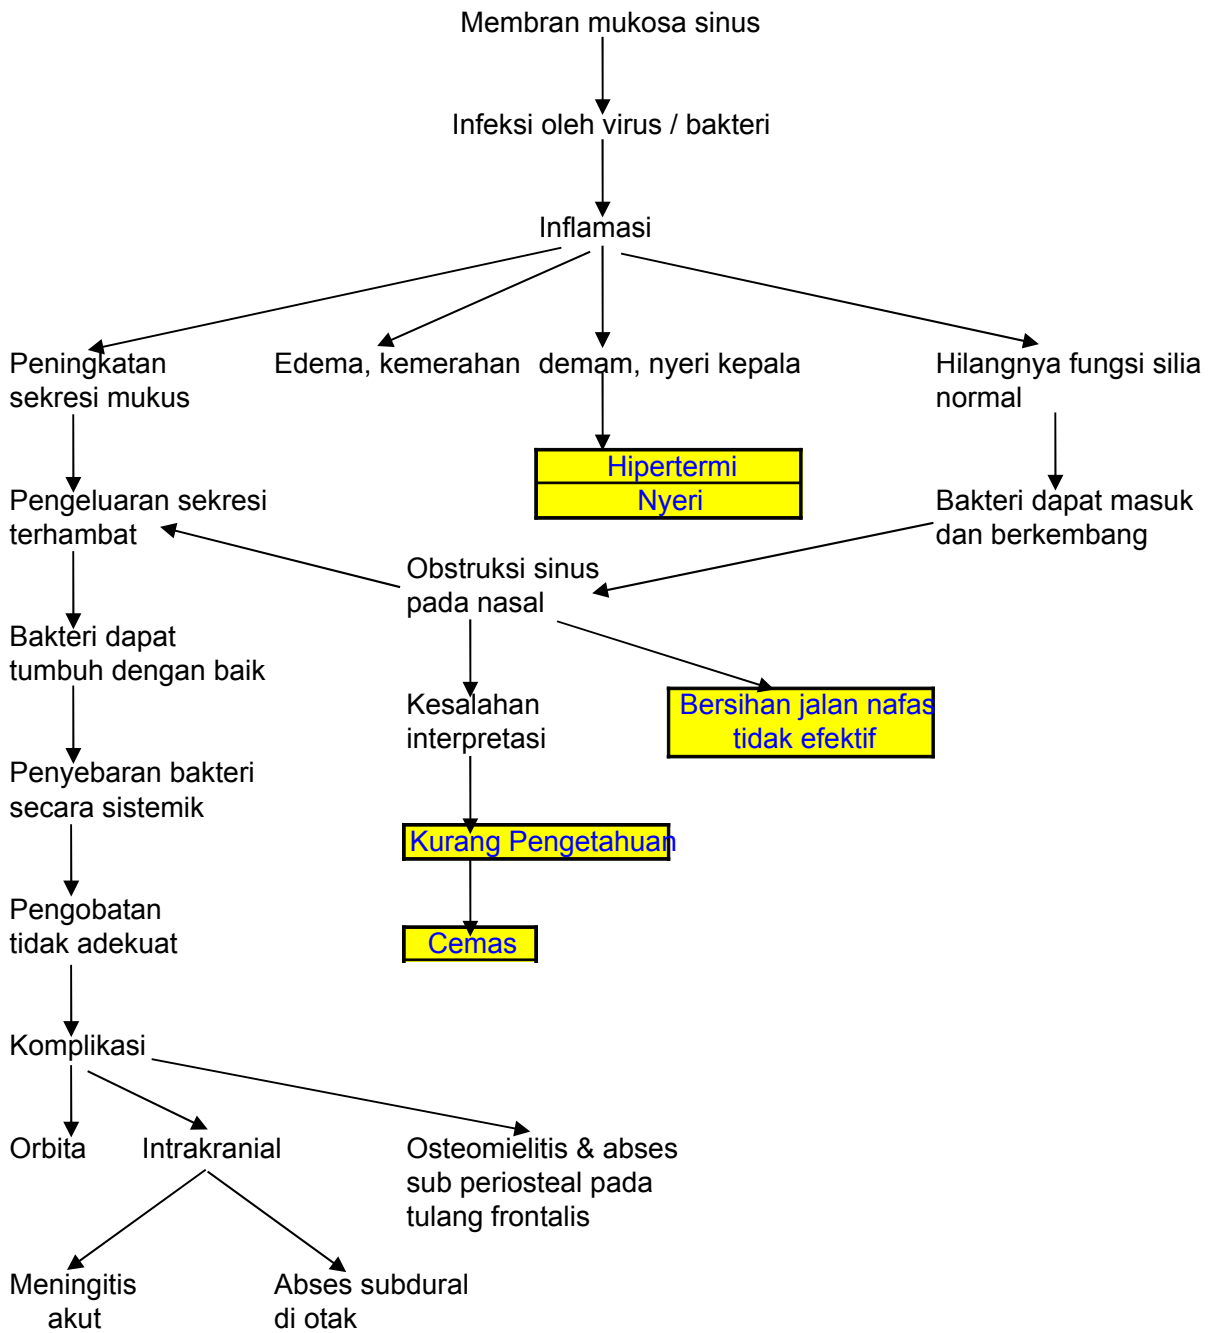 Membran mukosa sinus
Infeksi oleh virus / bakteri
Inflamasi
Peningkatan
sekresi mukus
Edema, kemerahan
demam, nyeri kepala
Hilangnya fungsi silia
normal
Hipertermi
Nyeri
Pengeluaran sekresi
terhambat
Bakteri dapat masuk
dan berkembang
Obstruksi sinus
pada nasal
Bakteri dapat
tumbuh dengan baik
Kesalahan
interpretasi
Bersihan jalan nafas
tidak efektif
Penyebaran bakteri
secara sistemik
Kurang Pengetahuan
Pengobatan
tidak adekuat
Cemas
Komplikasi
Orbita
Intrakranial
Osteomielitis & abses
sub periosteal pada
tulang frontalis
Meningitis
akut
Abses subdural
di otak